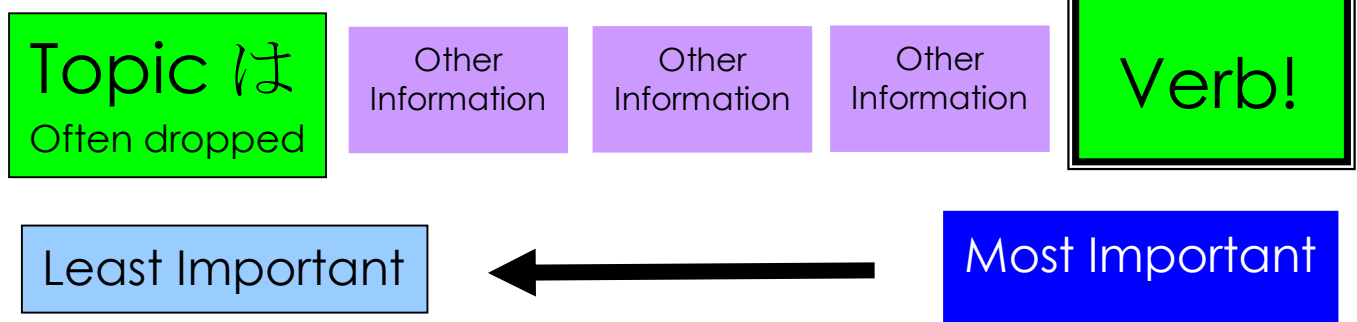 Topic は
Often dropped
Other
Information
Other
Information
Other
Information
Verb!
Least Important
Most Important